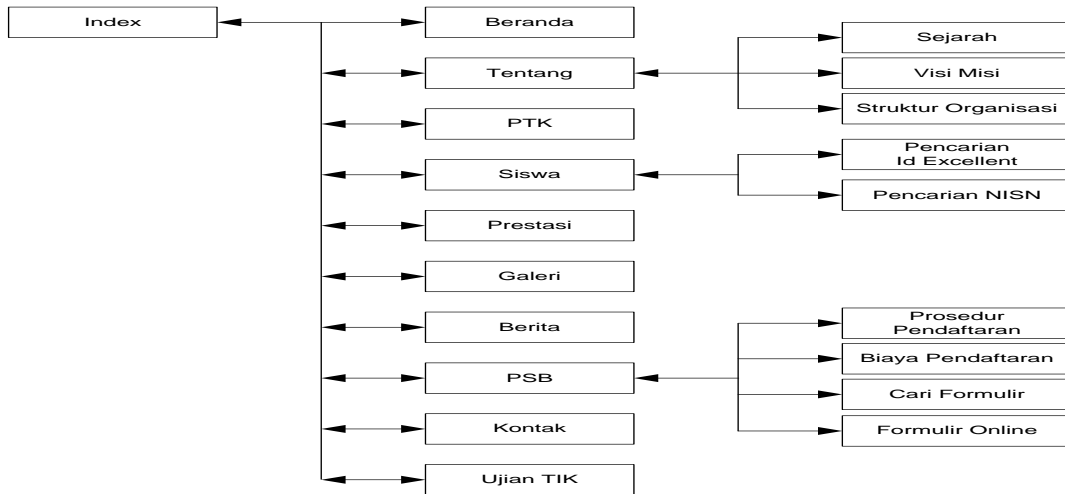 Index
Beranda
Tentang
Sejarah
Visi Misi
Struktur Organisasi
PTK
Siswa
Pencarian
Id Excellent
Pencarian NISN
Prestasi
Galeri
Berita
PSB
Prosedur
Pendaftaran
Biaya Pendaftaran
Cari Formulir
Formulir Online
Kontak
Ujian TIK